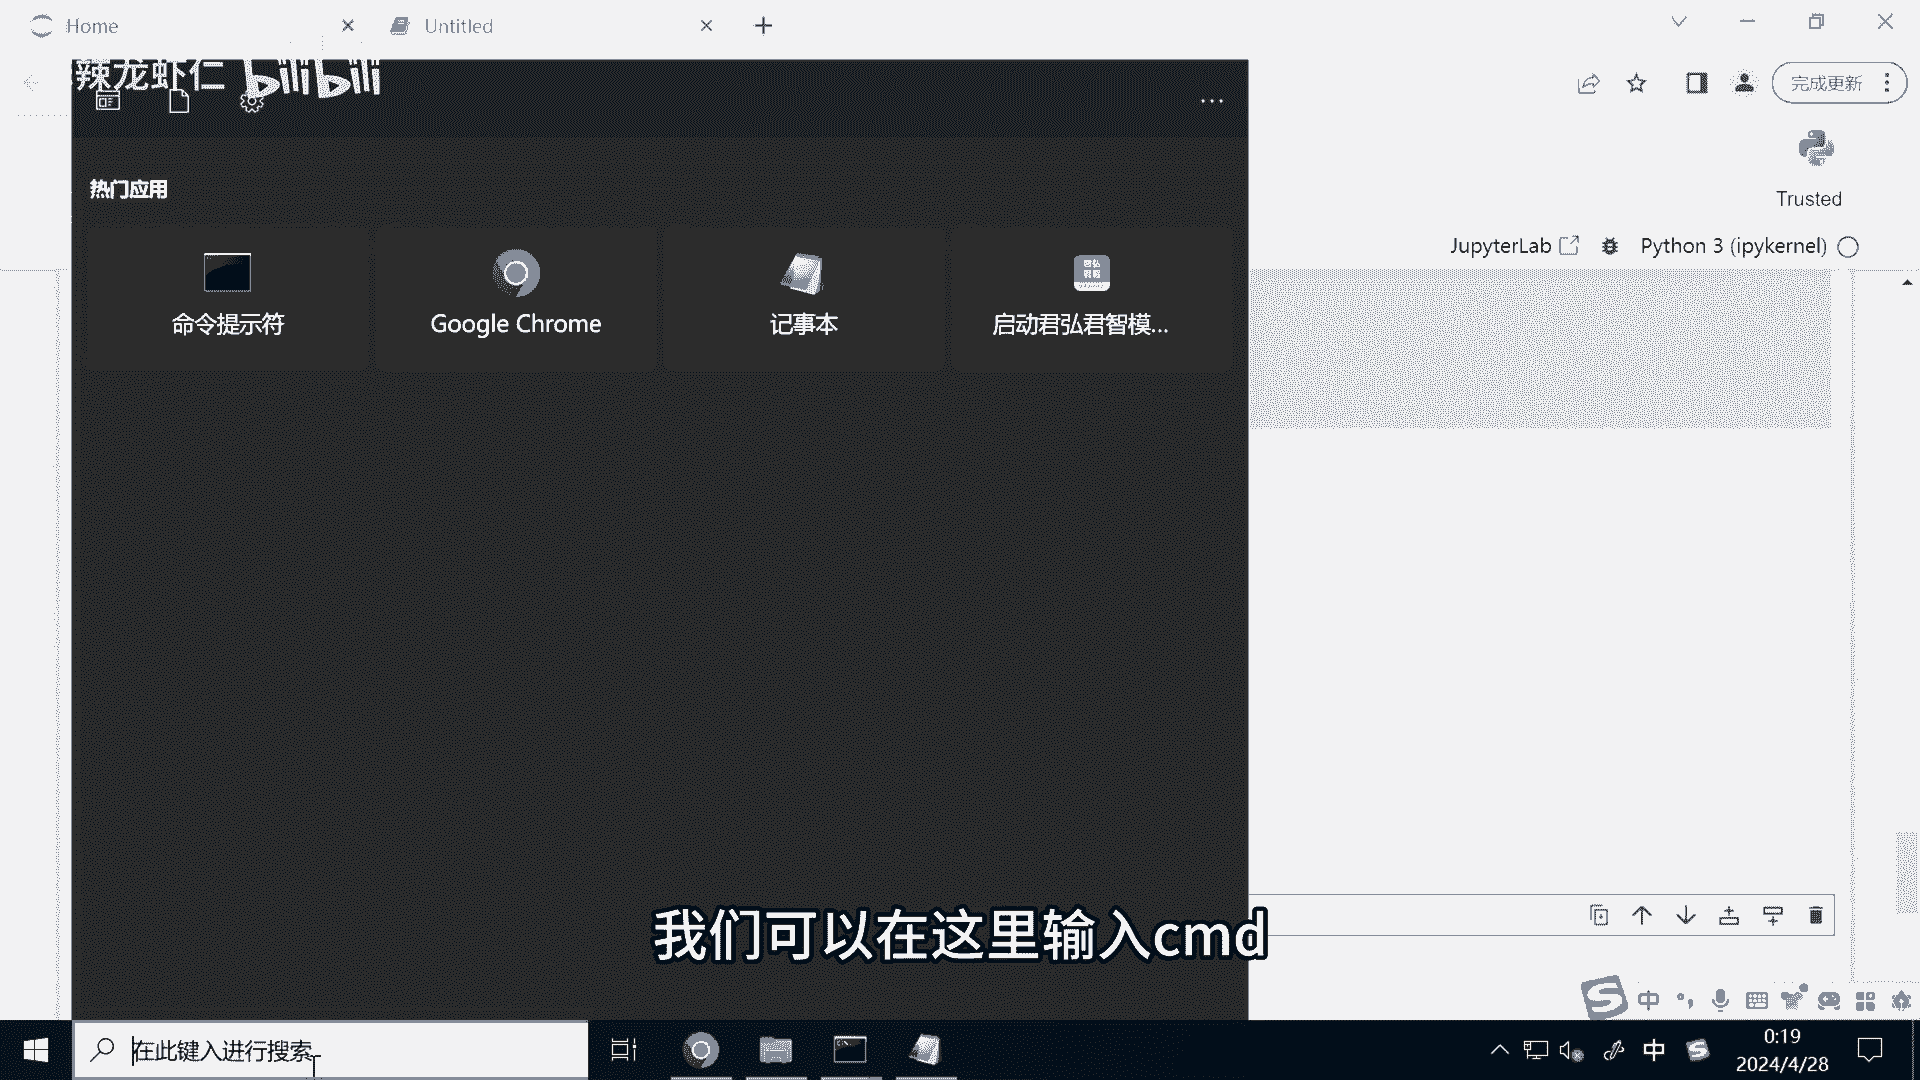 Home
Untitled
辣龙虾仁 bilibili
完成更新
Trusted
JupyterLab
Python 3 (ipykernel)
热门应用
命令提示符
Google Chrome
记事本
启动君弘君智模...
我们可以在这里输入cmd
中
在此键入进行搜索
中
0:19
2024/4/28